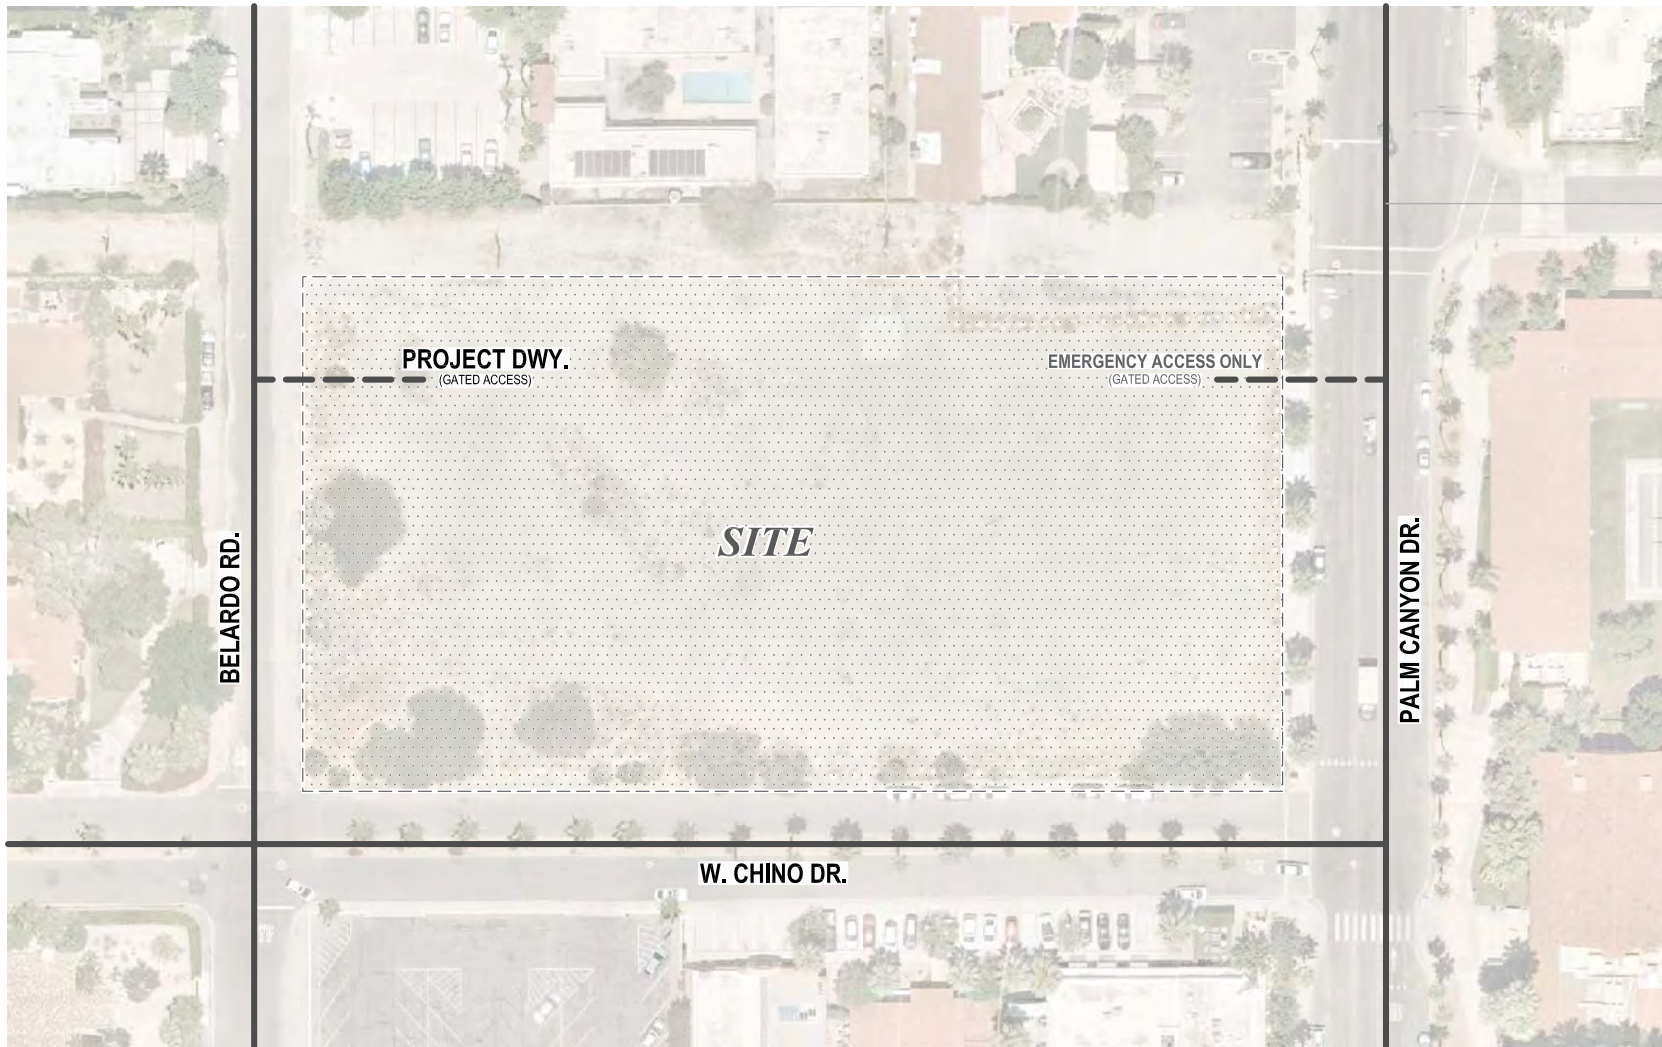 PROJECT DWY.
(GATED ACCESS)
EMERGENCY ACCESS ONLY
(GATED ACCESS)
SITE
BELARDO RD.
PALM CANYON DR.
W. CHINO DR.